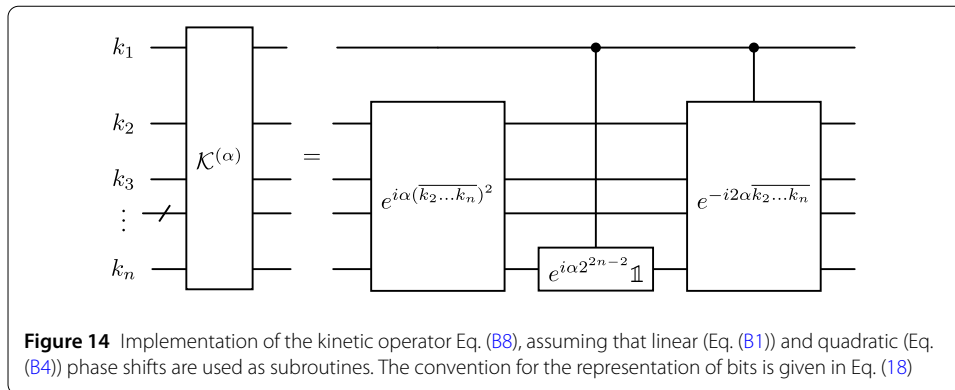 k₁
k₂
k₃
⋮
kₙ
𝒦^(α)
=
e^{iα(\overline{k₂...kₙ})²}
e^{iα2^{2n−2}} 𝟙
e^{−i2α\overline{k₂...kₙ}}
Figure 14 Implementation of the kinetic operator Eq. (B8), assuming that linear (Eq. (B1)) and quadratic (Eq.
(B4)) phase shifts are used as subroutines. The convention for the representation of bits is given in Eq. (18)